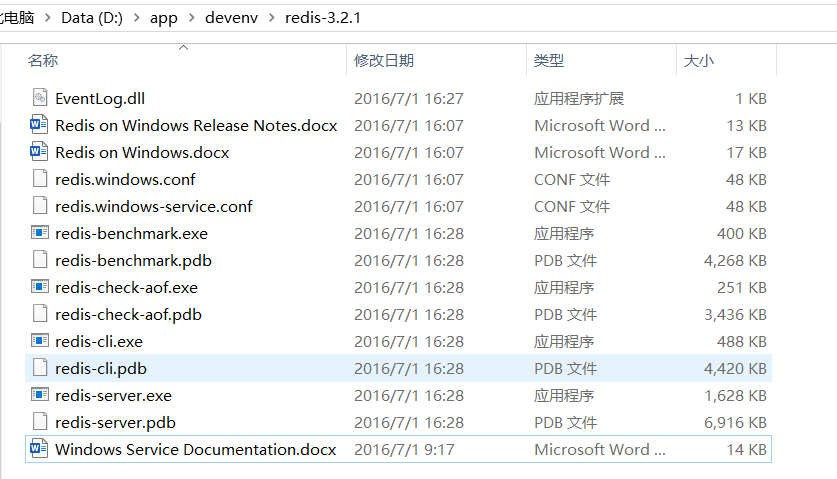 电脑 > Data (D:) > app > devenv > redis-3.2.1
名称 修改日期 类型 大小
EventLog.dll 2016/7/1 16:27 应用程序扩展 1 KB
Redis on Windows Release Notes.docx 2016/7/1 16:07 Microsoft Word ... 13 KB
Redis on Windows.docx 2016/7/1 16:07 Microsoft Word ... 17 KB
redis.windows.conf 2016/7/1 16:07 CONF 文件 48 KB
redis.windows-service.conf 2016/7/1 16:07 CONF 文件 48 KB
redis-benchmark.exe 2016/7/1 16:28 应用程序 400 KB
redis-benchmark.pdb 2016/7/1 16:28 PDB 文件 4,268 KB
redis-check-aof.exe 2016/7/1 16:28 应用程序 251 KB
redis-check-aof.pdb 2016/7/1 16:28 PDB 文件 3,436 KB
redis-cli.exe 2016/7/1 16:28 应用程序 488 KB
redis-cli.pdb 2016/7/1 16:28 PDB 文件 4,420 KB
redis-server.exe 2016/7/1 16:28 应用程序 1,628 KB
redis-server.pdb 2016/7/1 16:28 PDB 文件 6,916 KB
Windows Service Documentation.docx 2016/7/1 9:17 Microsoft Word ... 14 KB